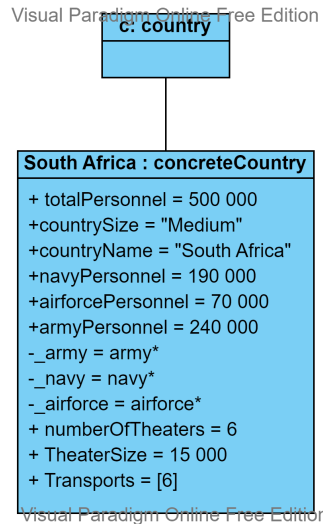 Visual Paradigm Online Free Edition
c: country
South Africa : concreteCountry
+ totalPersonnel = 500 000
+countrySize = "Medium"
+countryName = "South Africa"
+navyPersonnel = 190 000
+airforcePersonnel = 70 000
+armyPersonnel = 240 000
-_army = army*
-_navy = navy*
-_airforce = airforce*
+ numberOfTheaters = 6
+ TheaterSize = 15 000
+ Transports = [6]
Visual Paradigm Online Free Edition